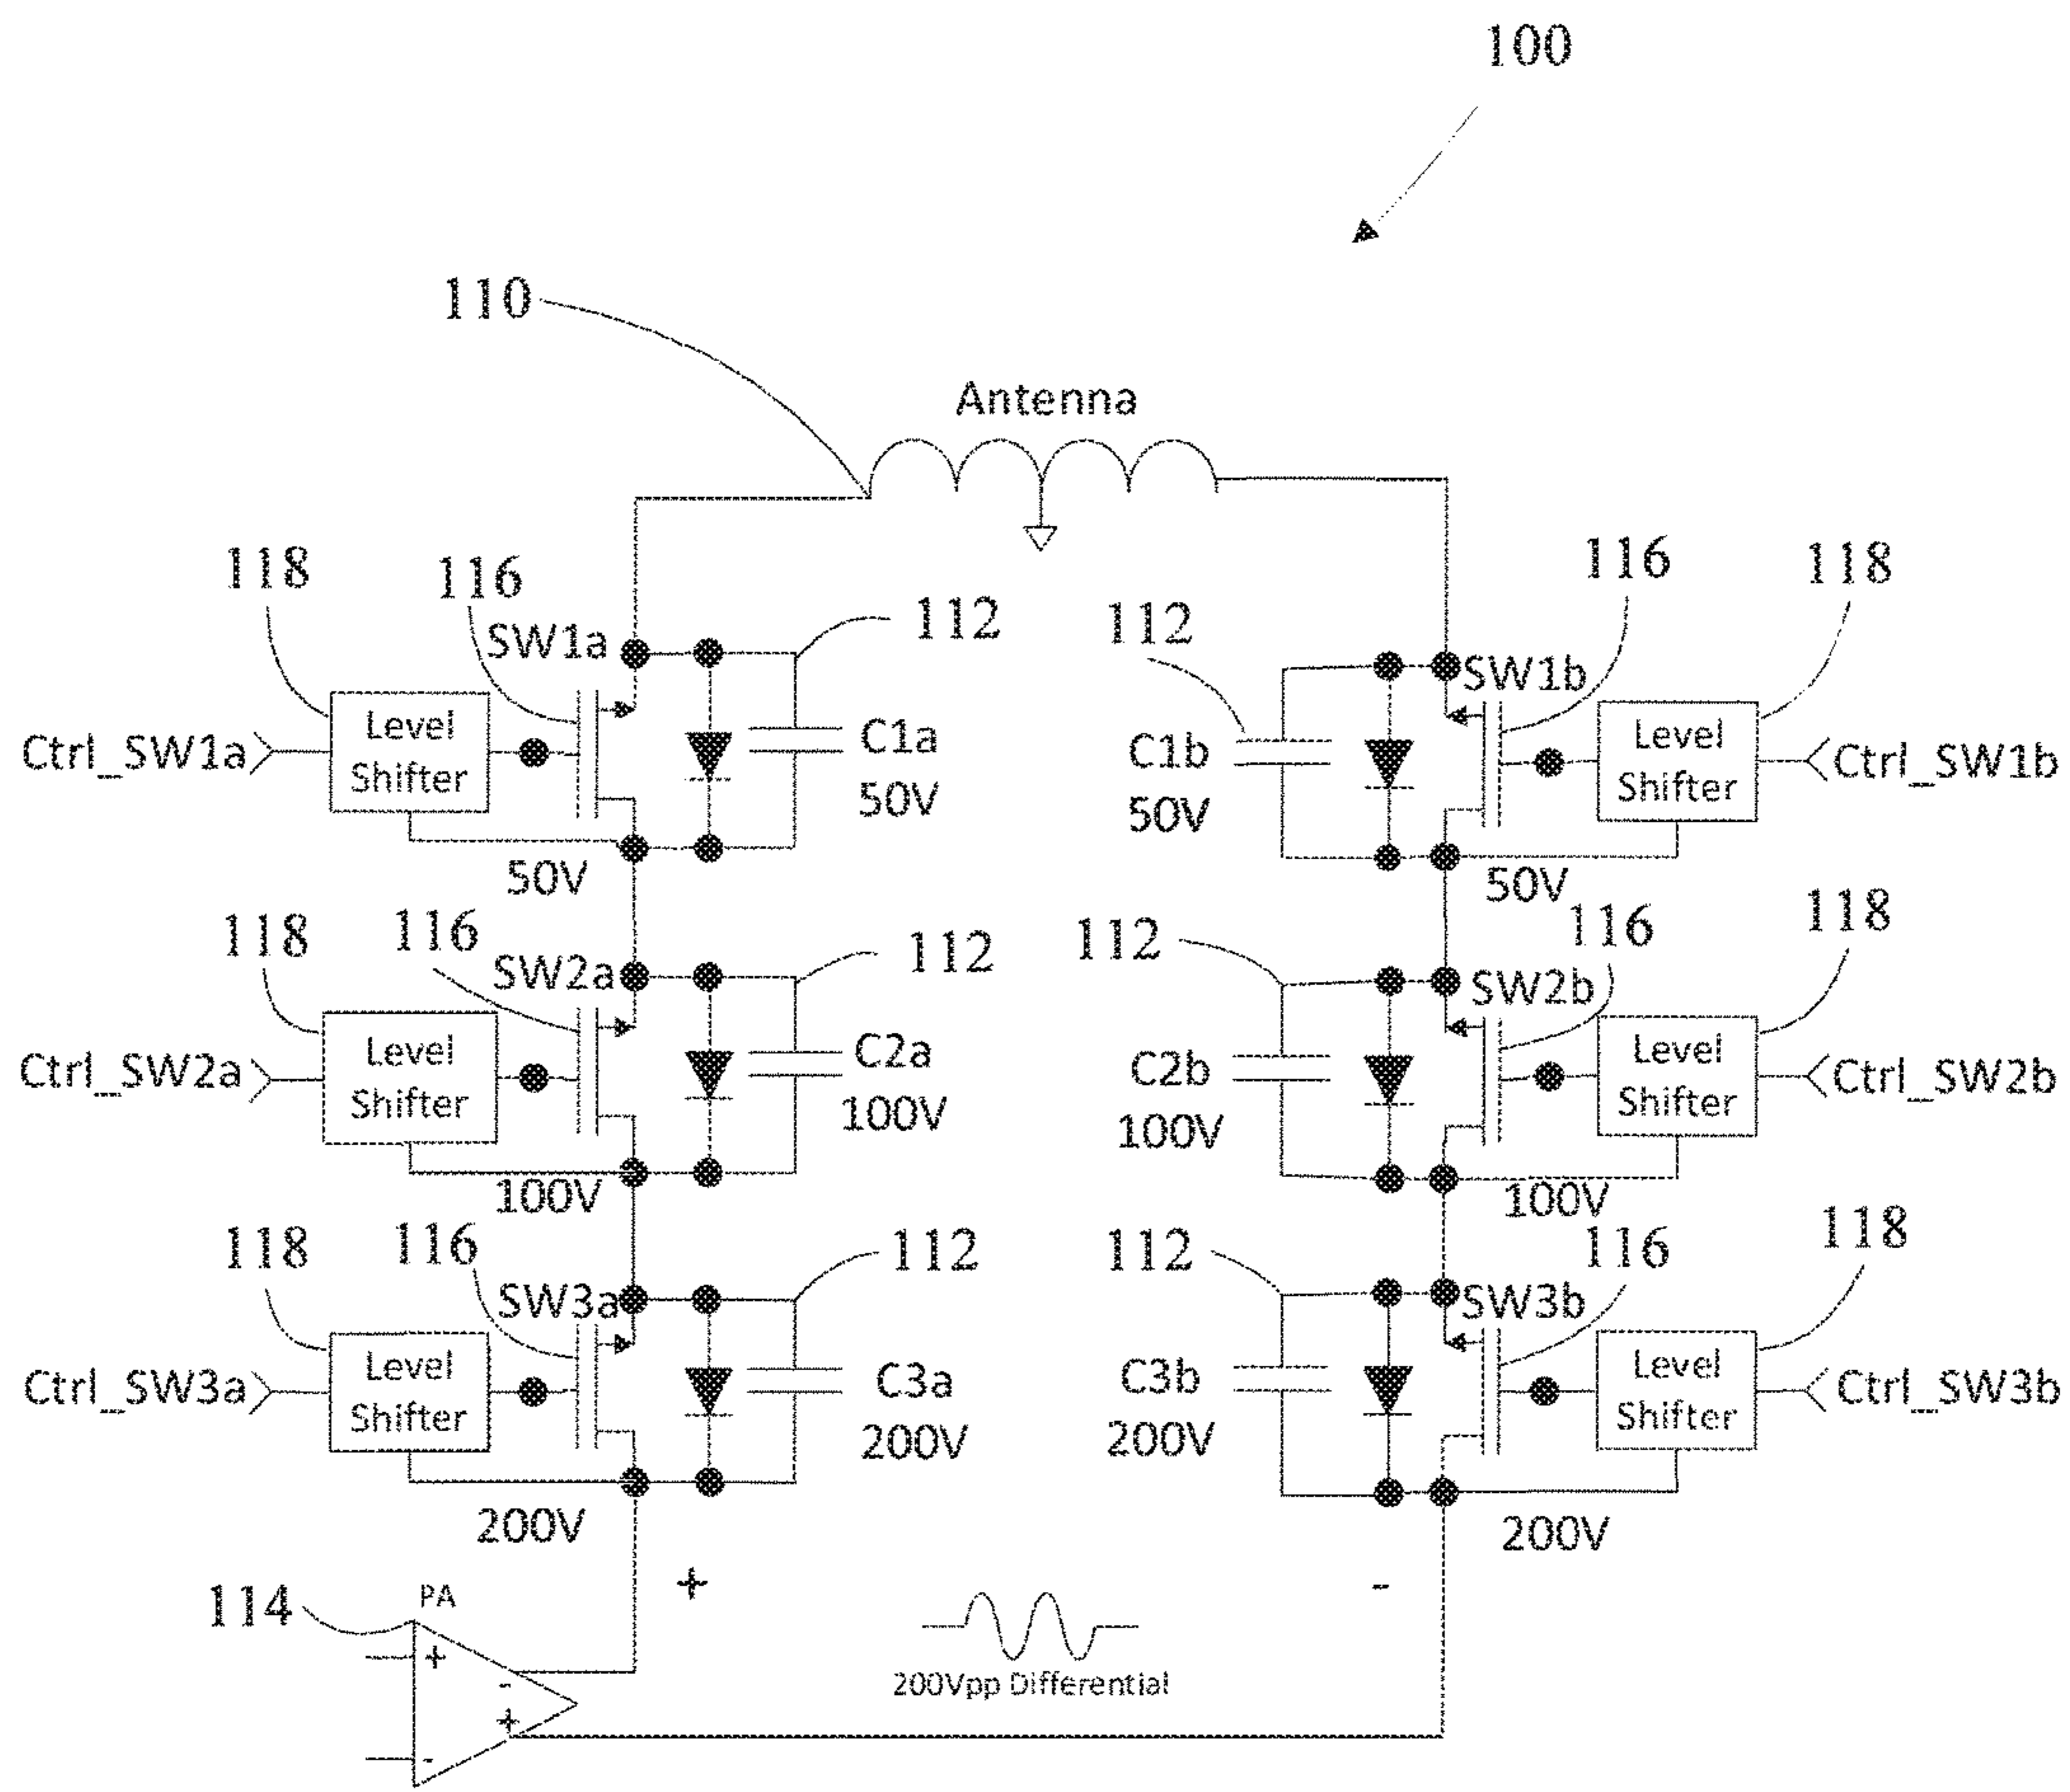 100
110
Antenna
118
116
SW1a
112
C1a
50V
Level
Shifter
Ctrl_SW1a
50V
112
116
118
SW1b
C1b
50V
Level
Shifter
Ctrl_SW1b
50V
118
116
SW2a
112
C2a
100V
Level
Shifter
Ctrl_SW2a
100V
112
116
118
SW2b
C2b
100V
Level
Shifter
Ctrl_SW2b
100V
118
116
SW3a
112
C3a
200V
Level
Shifter
Ctrl_SW3a
200V
112
116
118
SW3b
C3b
200V
Level
Shifter
Ctrl_SW3b
200V
+
-
114
PA
+
-
+
-
200Vpp Differential